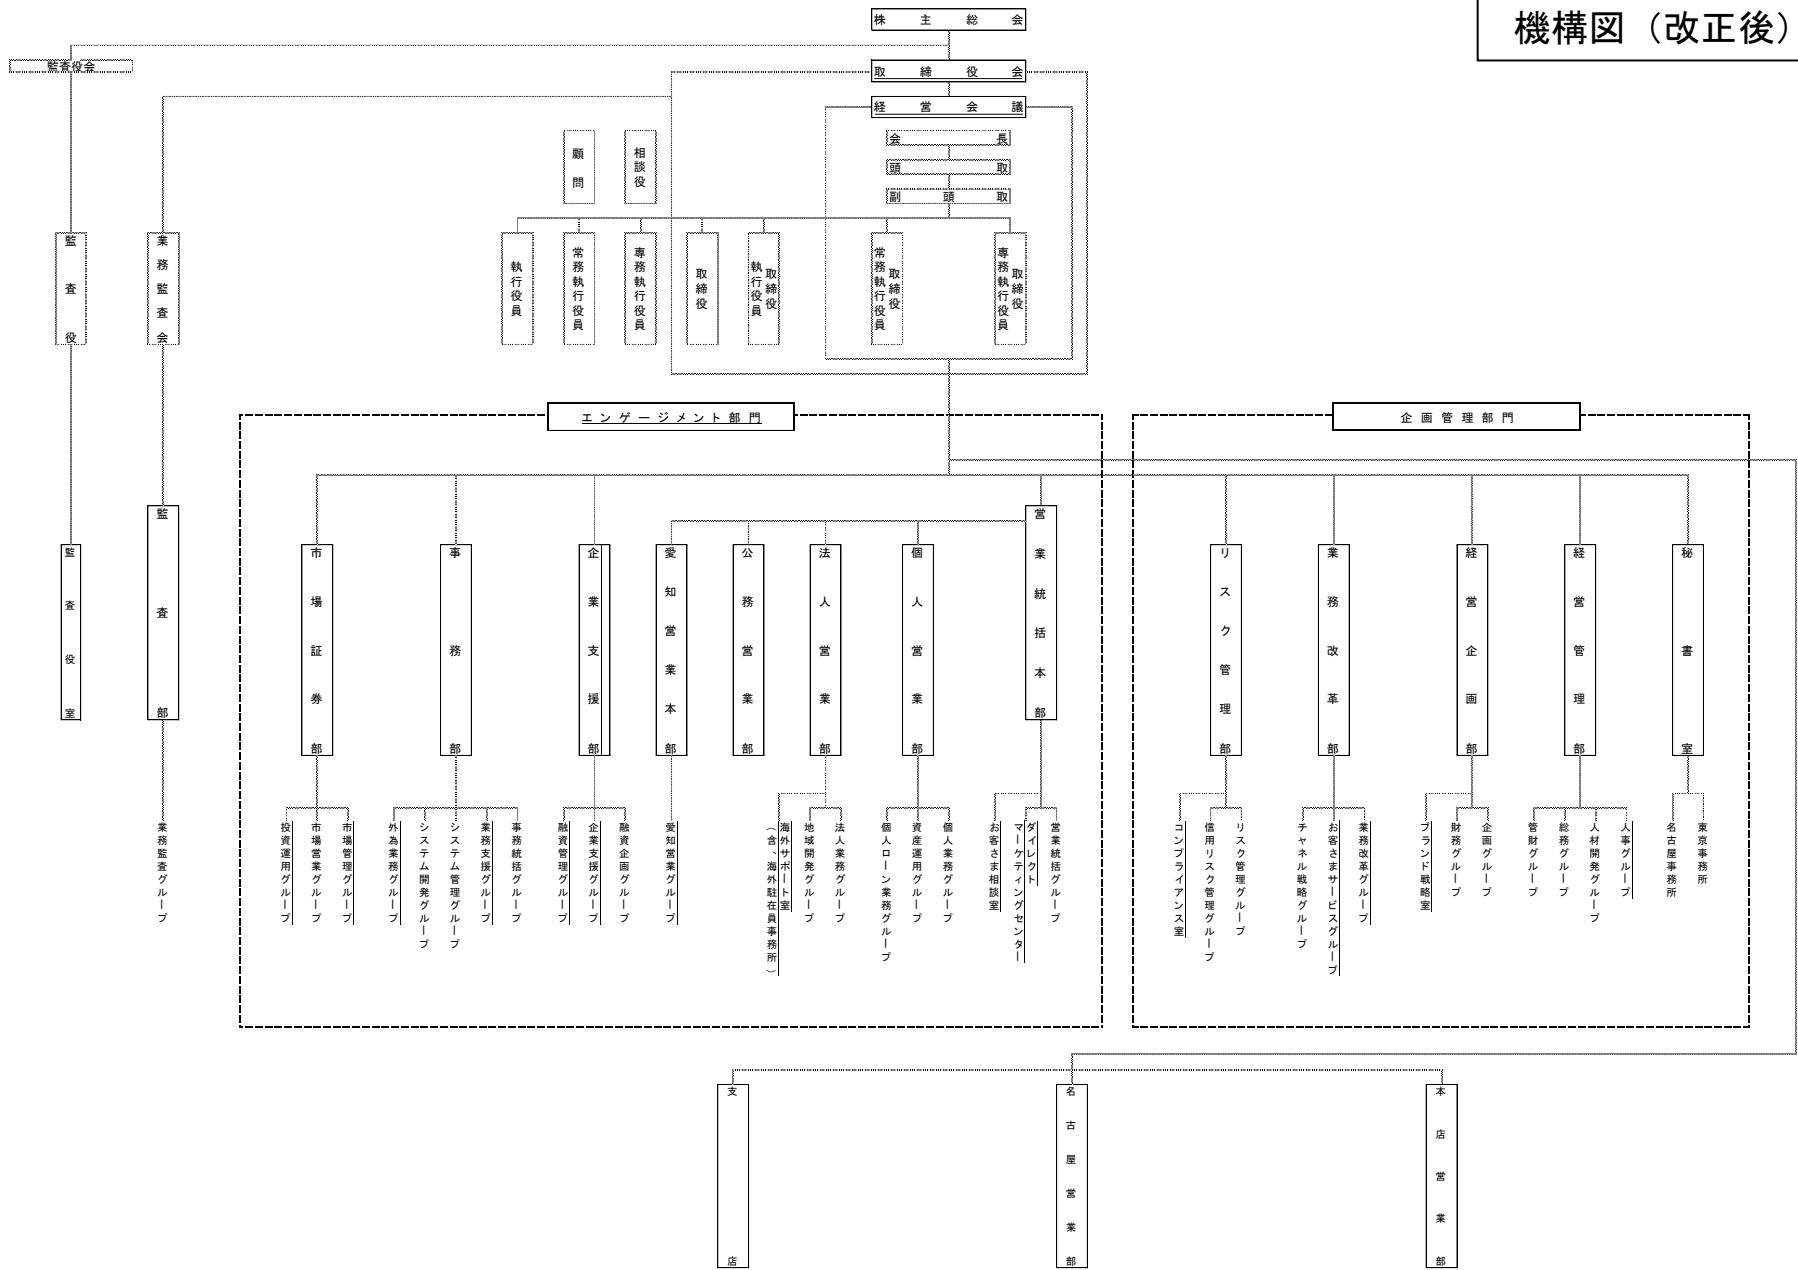 機構図（改正後）
株主総会
監査役会
取締役会
経営会議
会長
頭取
副頭取
顧問
相談役
監査役
業務監査会
執行役員
常務執行役員
専務執行役員
取締役
取締役
執行役員
取締役
常務執行役員
取締役
専務執行役員
エンゲージメント部門
企画管理部門
監査役室
監査部
市場証券部
事務部
企業支援部
愛知営業本部
公務営業部
法人営業部
個人営業部
営業統括本部
リスク管理部
業務改革部
経営企画部
経営管理部
秘書室
業務監査グループ
投資運用グループ
市場営業グループ
市場管理グループ
外為業務グループ
システム開発グループ
システム管理グループ
業務支援グループ
事務統括グループ
融資管理グループ
企業支援グループ
融資企画グループ
愛知営業グループ
海外サポート室
（含、海外駐在員事務所）
地域開発グループ
法人業務グループ
個人ローン業務グループ
資産運用グループ
個人業務グループ
お客さま相談室
ダイレクト
マーケティングセンター
営業統括グループ
コンプライアンス室
信用リスク管理グループ
リスク管理グループ
チャネル戦略グループ
お客さまサービスグループ
業務改革グループ
ブランド戦略室
財務グループ
企画グループ
管財グループ
総務グループ
人材開発グループ
人事グループ
名古屋事務所
東京事務所
支店
名古屋営業部
本店営業部